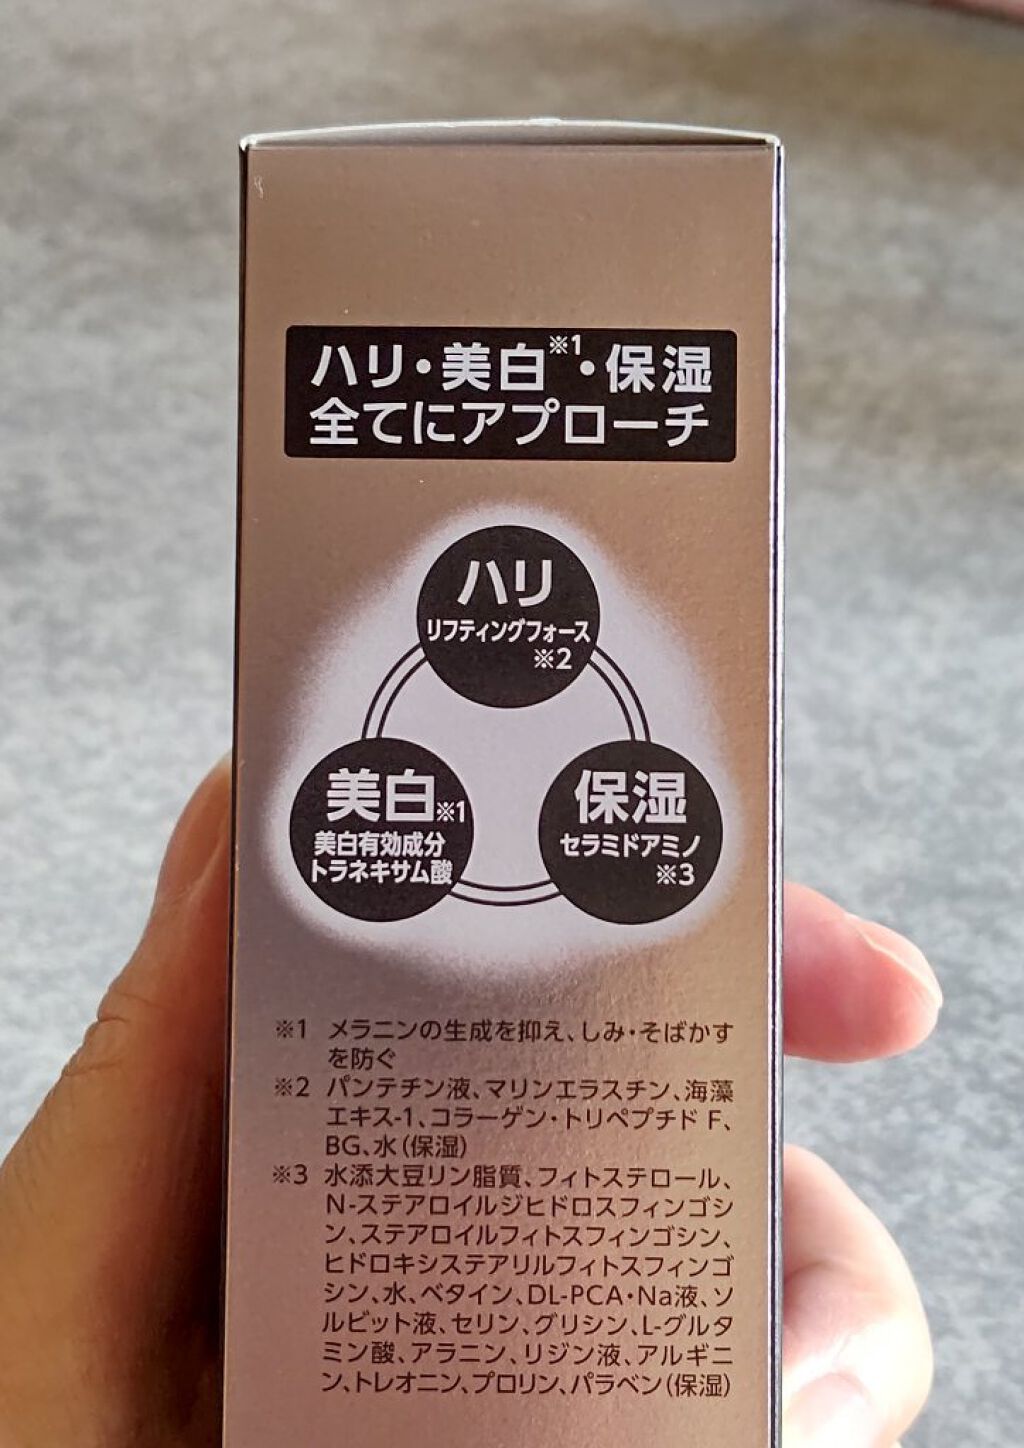 ハリ・美白※1・保湿
全てにアプローチ
ハリ
リフティングフォース
※2
美白※1
美白有効成分
トラネキサム酸
保湿
セラミドアミノ
※3
※1 メラニンの生成を抑え、しみ・そばかす
を防ぐ
※2 パンテチン液、マリンエラスチン、海藻
エキス-1、コラーゲン・トリペプチド F、
BG、水(保湿)
※3 水添大豆リン脂質、フィトステロール、
N-ステアロイルジヒドロスフィンゴシ
ン、ステアロイルフィトスフィンゴシン、
ヒドロキシステアリルフィトスフィンゴ
シン、水、ベタイン、DL-PCA・Na液、ソ
ルビット液、セリン、グリシン、L-グルタ
ミン酸、アラニン、リジン液、アルギニ
ン、トレオニン、プロリン、パラベン(保湿)